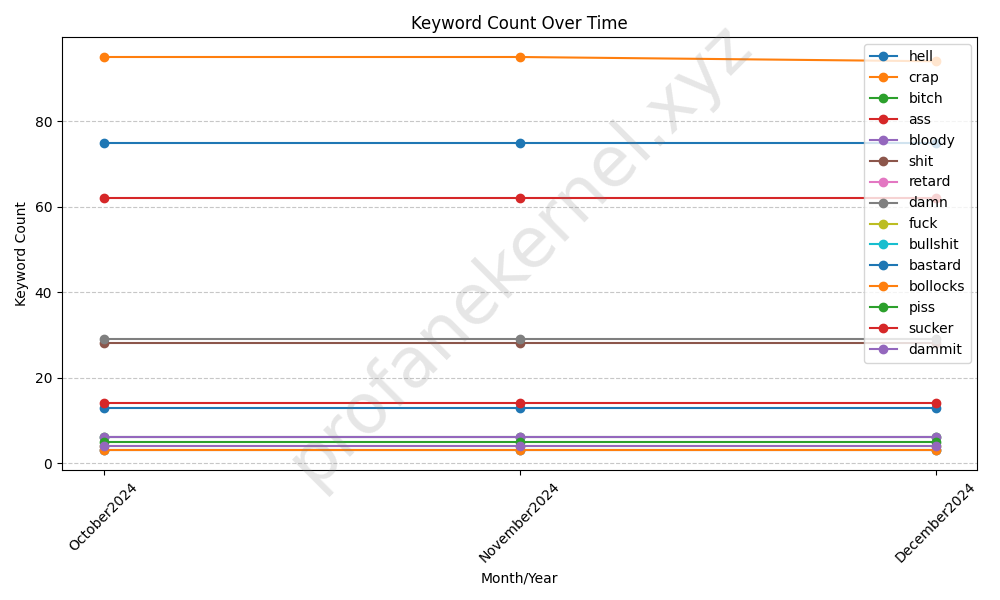 Keyword Count Over Time
Keyword Count
80
60
40
20
0
hell
crap
bitch
ass
bloody
shit
retard
damn
fuck
bullshit
bastard
bollocks
piss
sucker
dammit
profanekernel.xyz
October2024
November2024
December2024
Month/Year